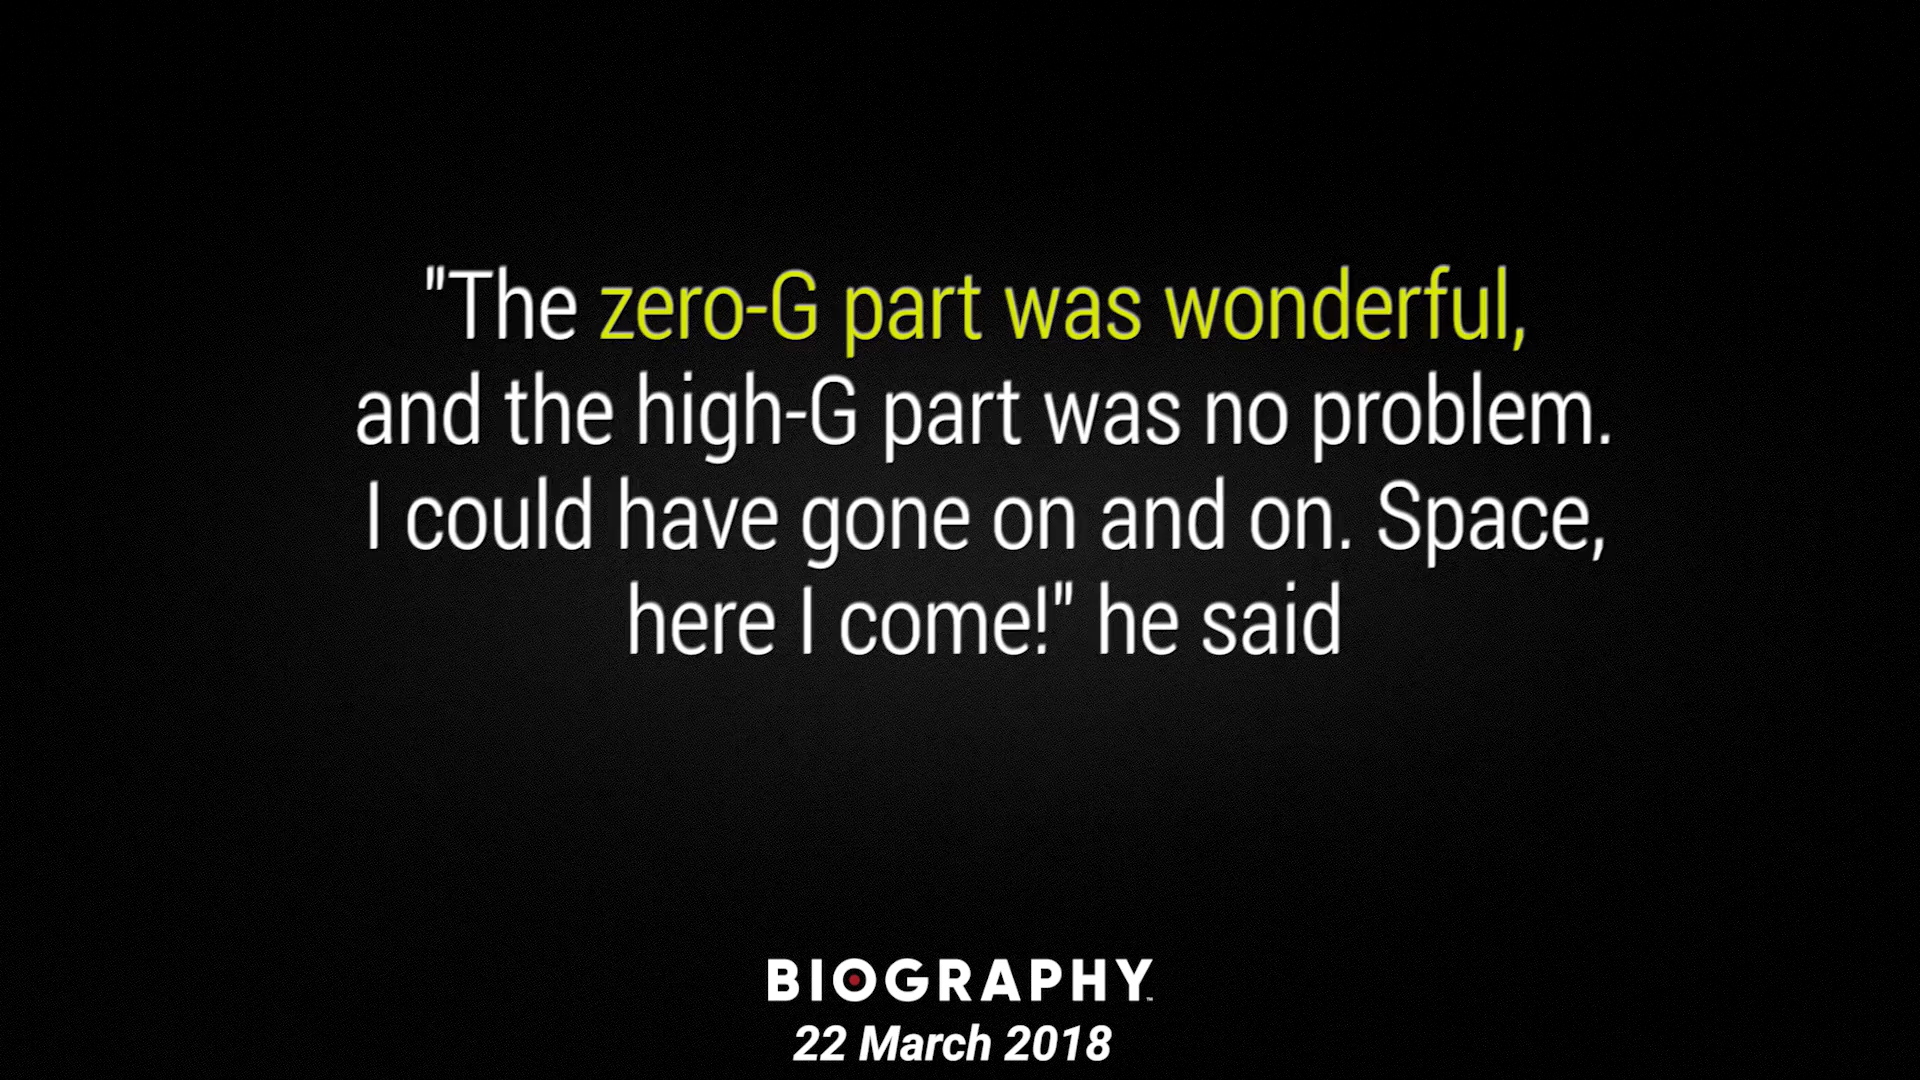 "The zero-G part was wonderful,
and the high-G part was no problem.
I could have gone on and on. Space,
here I come!" he said
BIOGRAPHY™
22 March 2018